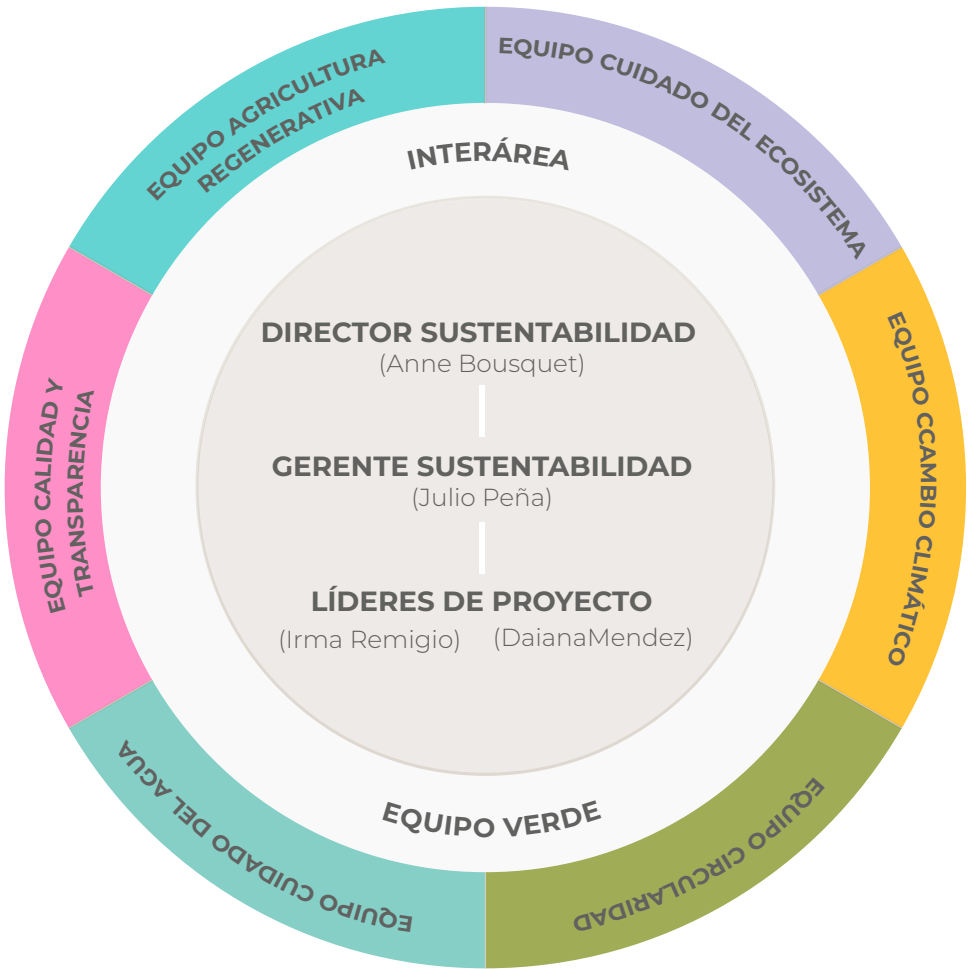 EQUIPO AGRICULTURA
REGENERATIVA
EQUIPO CUIDADO DEL ECOSISTEMA
INTERÁREA
DIRECTOR SUSTENTABILIDAD
(Anne Bousquet)
GERENTE SUSTENTABILIDAD
(Julio Peña)
LÍDERES DE PROYECTO
(Irma Remigio) (DaianaMendez)
EQUIPO CCAMBIO CLIMÁTICO
EQUIPO CALIDAD Y
TRANSPARENCIA
EQUIPO VERDE
EQUIPO CUIDADO DEL AGUA
EQUIPO CIRCULARIDAD